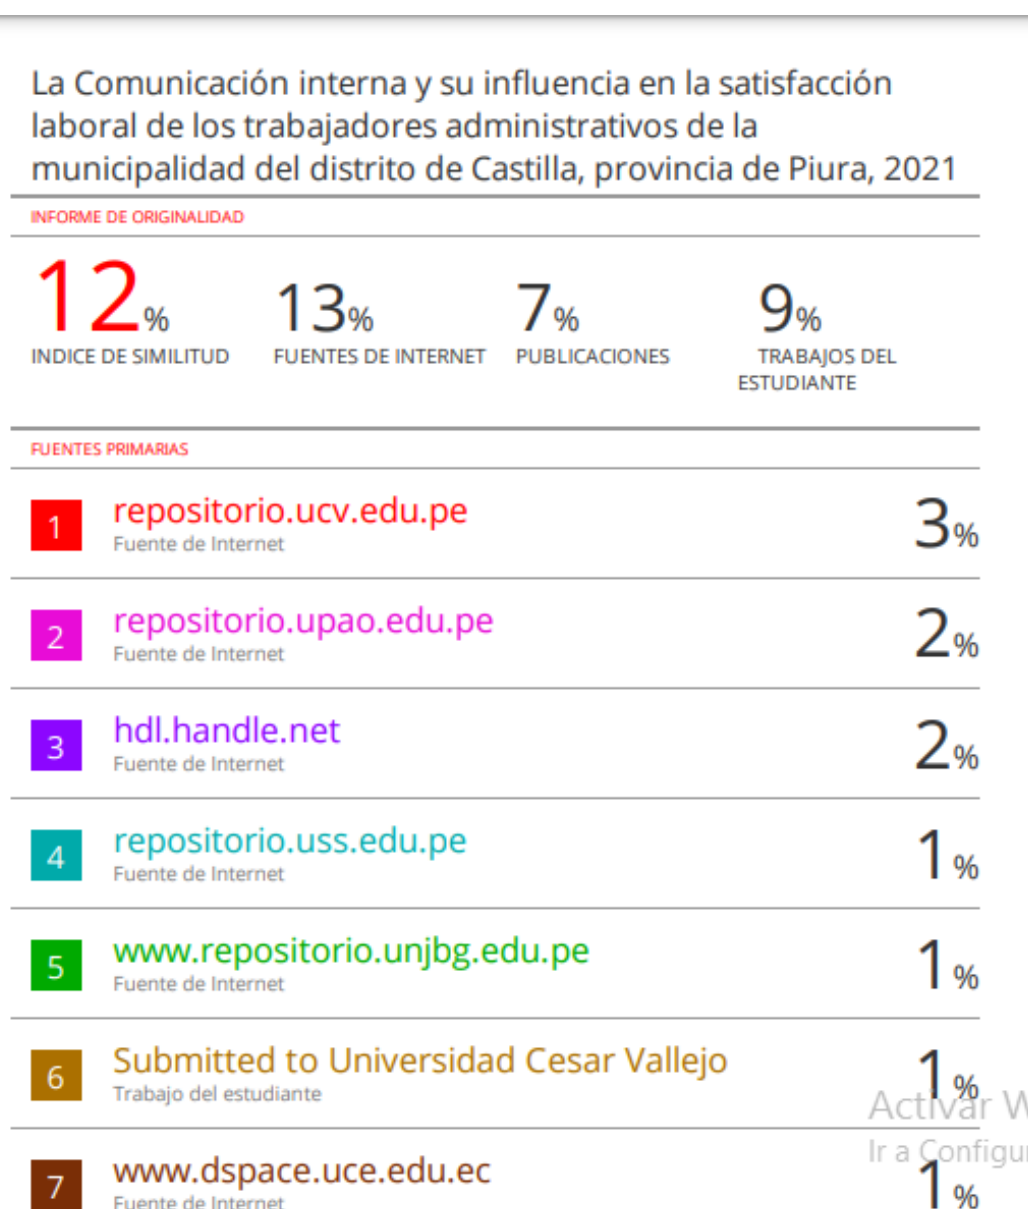 La Comunicación interna y su influencia en la satisfacción
laboral de los trabajadores administrativos de la
municipalidad del distrito de Castilla, provincia de Piura, 2021
INFORME DE ORIGINALIDAD
12%
INDICE DE SIMILITUD
13%
FUENTES DE INTERNET
7%
PUBLICACIONES
9%
TRABAJOS DEL
ESTUDIANTE
FUENTES PRIMARIAS
1
repositorio.ucv.edu.pe
Fuente de Internet
3%
2
repositorio.upao.edu.pe
Fuente de Internet
2%
3
hdl.handle.net
Fuente de Internet
2%
4
repositorio.uss.edu.pe
Fuente de Internet
1%
5
www.repositorio.unjbg.edu.pe
Fuente de Internet
1%
6
Submitted to Universidad Cesar Vallejo
Trabajo del estudiante
1%
Activar W
Ir a Configur
7
www.dspace.uce.edu.ec
Fuente de Internet
1%